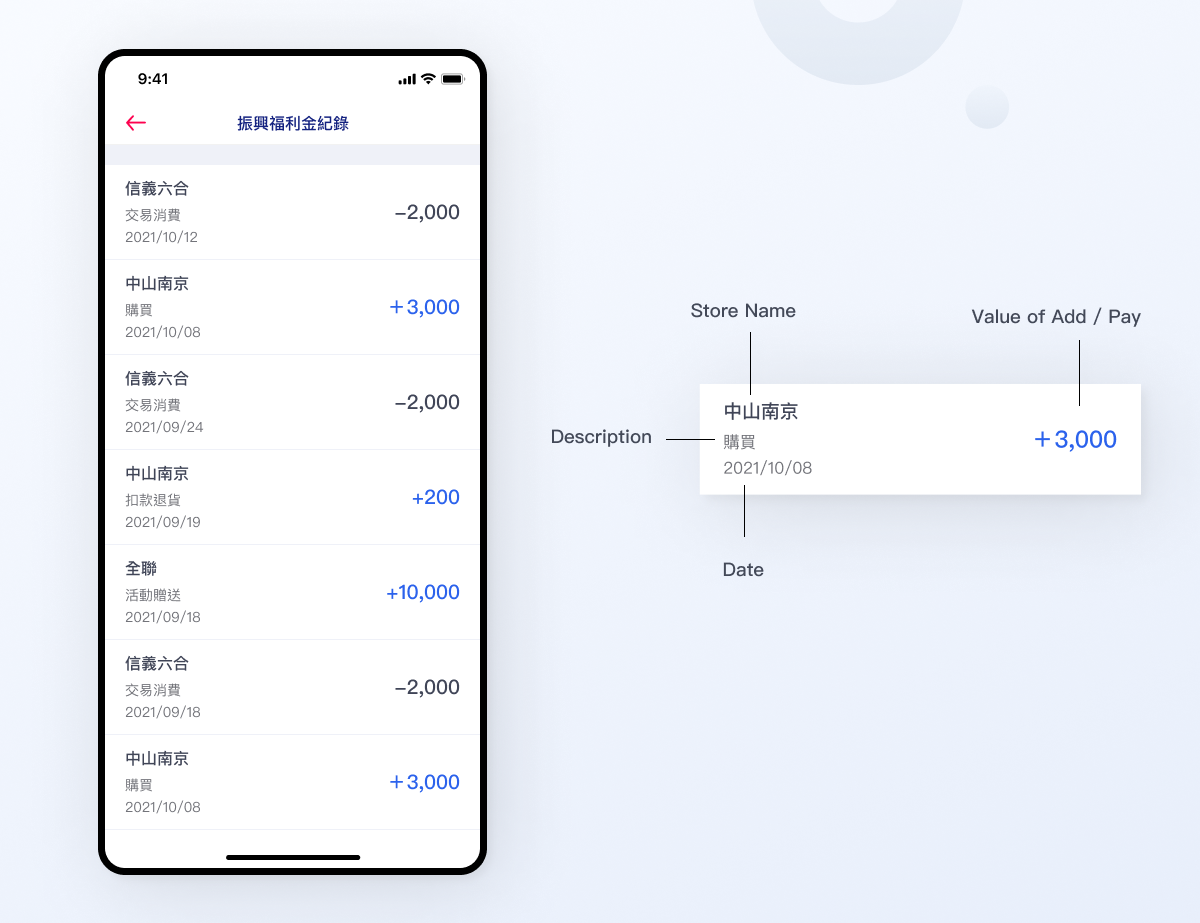 9:41
振興福利金紀錄
信義六合
交易消費
2021/10/12
–2,000
中山南京
購買
2021/10/08
+3,000
信義六合
交易消費
2021/09/24
–2,000
中山南京
扣款退貨
2021/09/19
+200
全聯
活動贈送
2021/09/18
+10,000
信義六合
交易消費
2021/09/18
–2,000
中山南京
購買
2021/10/08
+3,000
Store Name
Value of Add / Pay
Description
中山南京
購買
2021/10/08
+3,000
Date